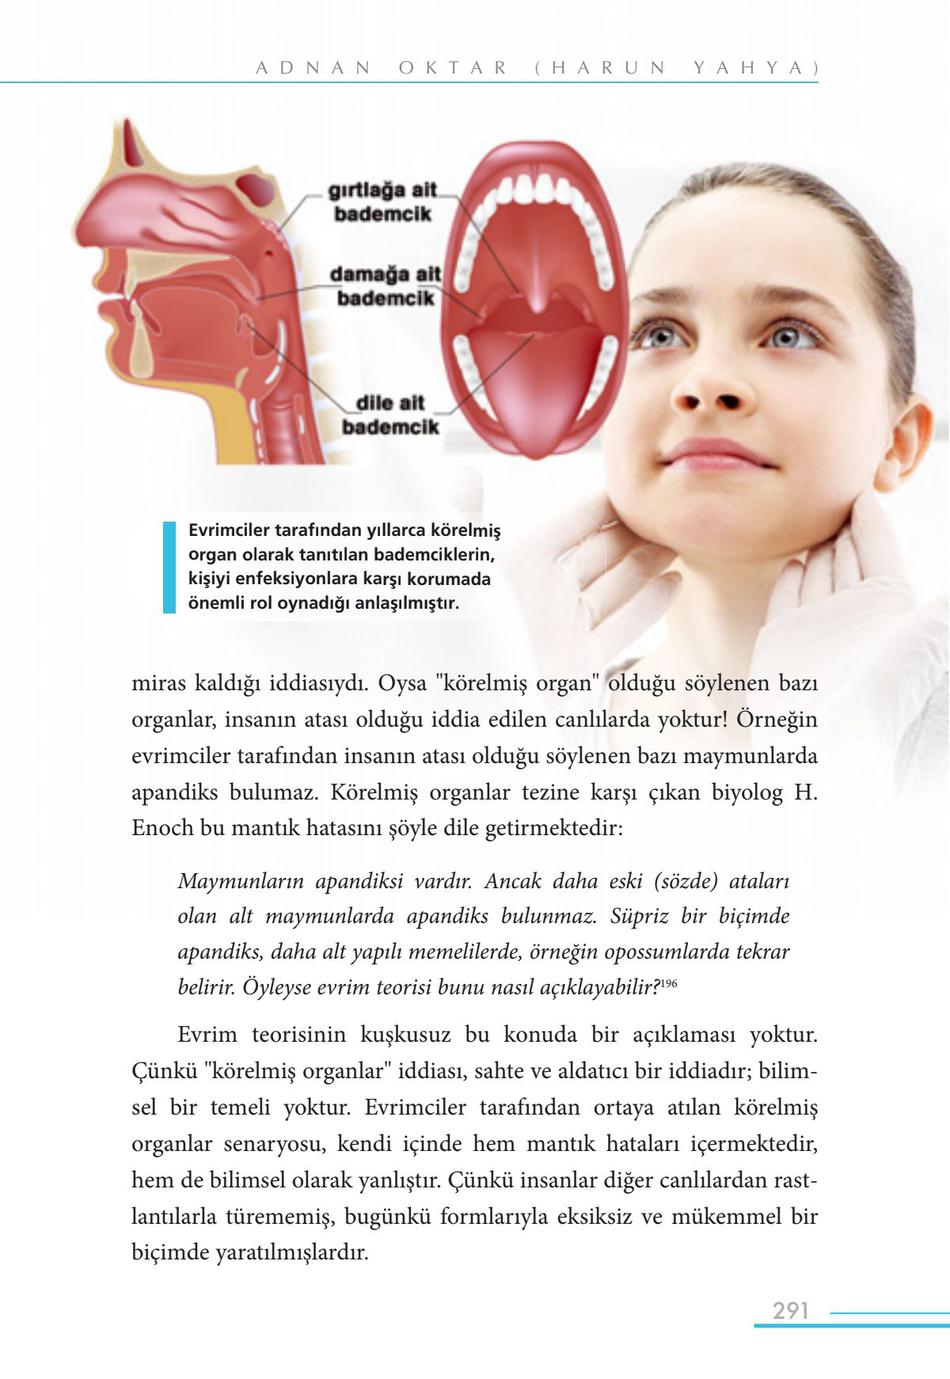 ADNAN OKTAR (HARUN YAHYA)
gırtlağa ait
bademcik
damağa ait
bademcik
dile ait
bademcik
Evrimciler tarafından yıllarca körelmiş
organ olarak tanıtılan bademciklerin,
kişiyi enfeksiyonlara karşı korumada
önemli rol oynadığı anlaşılmıştır.
miras kaldığı iddiasıydı. Oysa "körelmiş organ" olduğu söylenen bazı
organlar, insanın atası olduğu iddia edilen canlılarda yoktur! Örneğin
evrimciler tarafından insanın atası olduğu söylenen bazı maymunlarda
apandiks bulumaz. Körelmiş organlar tezine karşı çıkan biyolog H.
Enoch bu mantık hatasını şöyle dile getirmektedir:
Maymunların apandiksi vardır. Ancak daha eski (sözde) ataları
olan alt maymunlarda apandiks bulunmaz. Süpriz bir biçimde
apandiks, daha alt yapılı memelilerde, örneğin opossumlarda tekrar
belirir. Öyleyse evrim teorisi bunu nasıl açıklayabilir?196
Evrim teorisinin kuşkusuz bu konuda bir açıklaması yoktur.
Çünkü "körelmiş organlar" iddiası, sahte ve aldatıcı bir iddiadır; bilim-
sel bir temeli yoktur. Evrimciler tarafından ortaya atılan körelmiş
organlar senaryosu, kendi içinde hem mantık hataları içermektedir,
hem de bilimsel olarak yanlıştır. Çünkü insanlar diğer canlılardan rast-
lantılarla türememiş, bugünkü formlarıyla eksiksiz ve mükemmel bir
biçimde yaratılmışlardır.
291